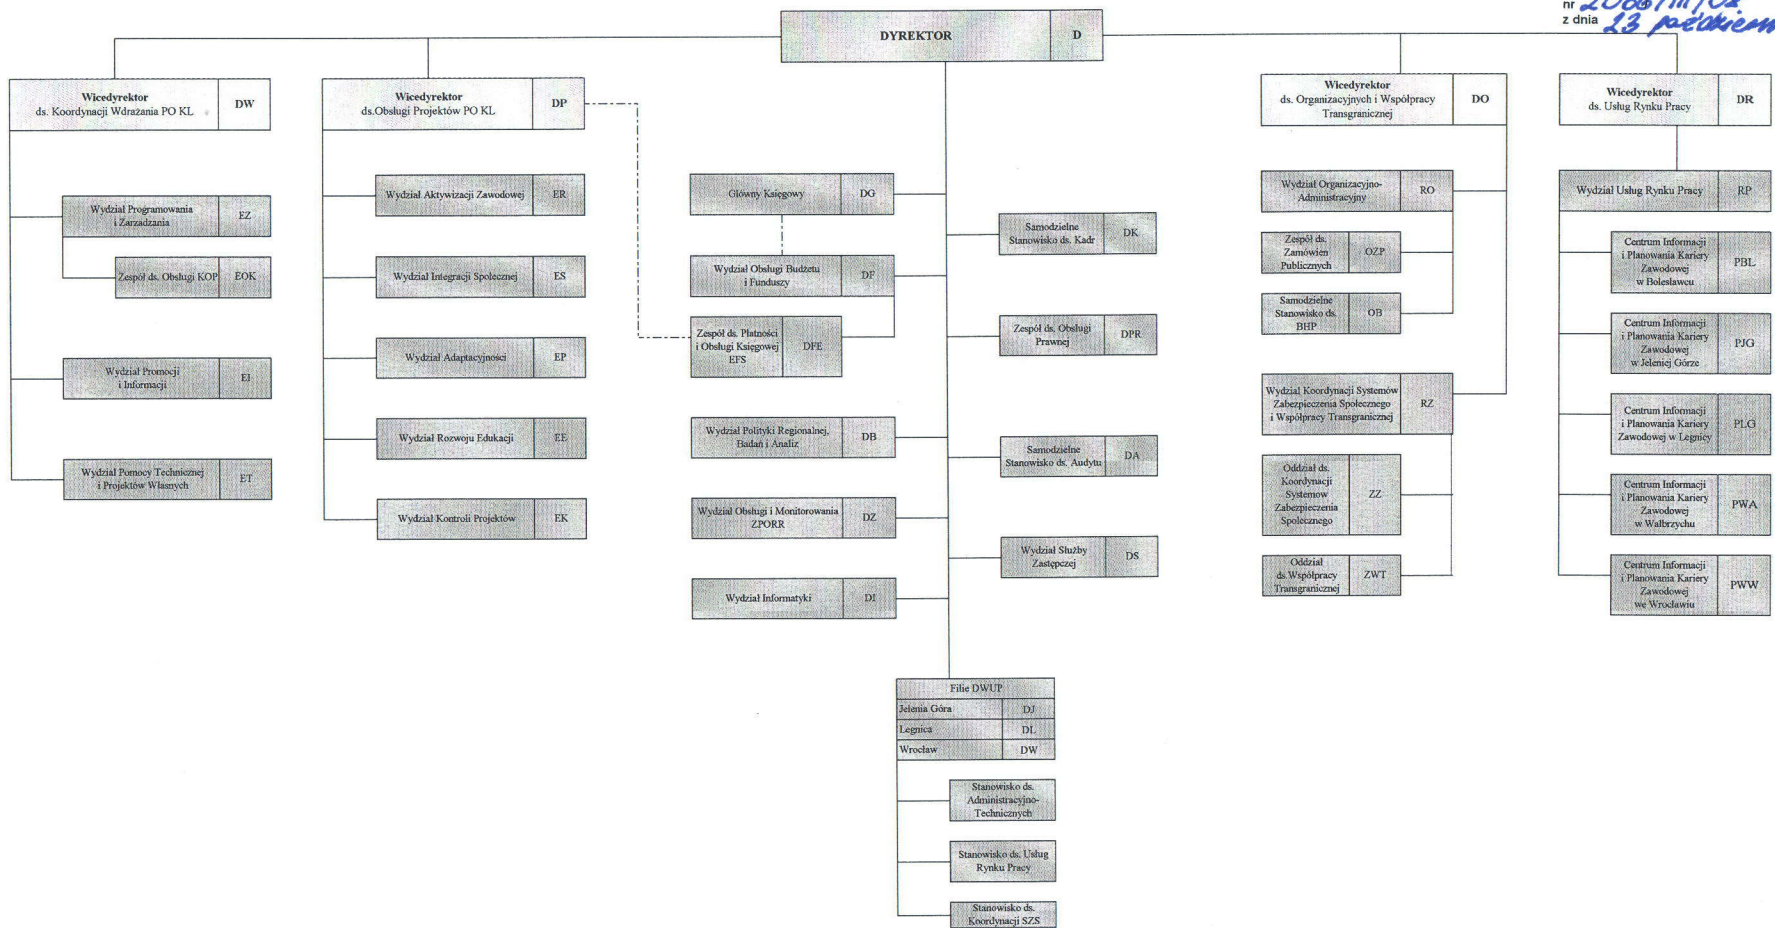 nr
z dnia 23
DYREKTOR D
Wicedyrektor
ds. Koordynacji Wdrażania PO KL
DW
Wicedyrektor
ds.Obsługi Projektów PO KL
DP
Wicedyrektor
ds. Organizacyjnych i Współpracy
Transgranicznej
DO
Wicedyrektor
ds. Usług Rynku Pracy
DR
Wydział Programowania
i Zarządzania
EZ
Zespół ds. Obsługi KOP EOK
Wydział Promocji
i Informacji
EI
Wydział Pomocy Technicznej
i Projektów Własnych
ET
Wydział Aktywizacji Zawodowej ER
Wydział Integracji Społecznej ES
Wydział Adaptacyjności EP
Wydział Rozwoju Edukacji EE
Wydział Kontroli Projektów EK
Główny Księgowy DG
Wydział Obsługi Budżetu
i Funduszy
DF
Zespół ds. Płatności
i Obsługi Księgowej
EFS
DFE
Wydział Polityki Regionalnej,
Badań i Analiz
DB
Wydział Obsługi i Monitorowania
ZPORR
DZ
Wydział Informatyki DI
Samodzielne
Stanowisko ds. Kadr
DK
Zespół ds. Obsługi
Prawnej
DPR
Samodzielne
Stanowisko ds. Audytu
DA
Wydział Służby
Zastępczej
DS
Filie DWUP
Jelenia Góra DJ
Legnica DL
Wrocław DW
Stanowisko ds.
Administracyjno-
Technicznych
Stanowisko ds. Usług
Rynku Pracy
Stanowisko ds.
Koordynacji SZS
Wydział Organizacyjno-
Administracyjny
RO
Zespół ds.
Zamówien
Publicznych
OZP
Samodzielne
Stanowisko ds.
BHP
OB
Wydział Koordynacji Systemów
Zabezpieczenia Społecznego
i Współpracy Transgranicznej
RZ
Oddział ds.
Koordynacji
Systemow
Zabezpieczenia
Społecznego
ZZ
Oddział
ds.Współpracy
Transgranicznej
ZWT
Wydział Usług Rynku Pracy RP
Centrum Informacji
i Planowania Kariery
Zawodowej
w Bolesławcu
PBL
Centrum Informacji
i Planowania Kariery
Zawodowej
w Jeleniej Górze
PJG
Centrum Informacji
i Planowania Kariery
Zawodowej w Legnicy
PLG
Centrum Informacji
i Planowania Kariery
Zawodowej
w Wałbrzychu
PWA
Centrum Informacji
i Planowania Kariery
Zawodowej
we Wrocławiu
PWW